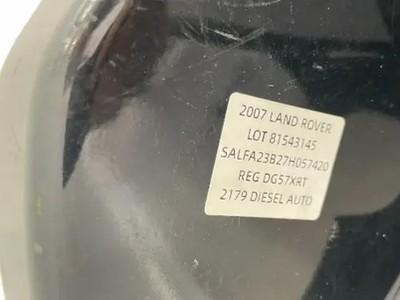 2007 LAND ROVER
LOT 81543145
SALFA23B27H057420
REG DG57XRT
2179 DIESEL AUTO